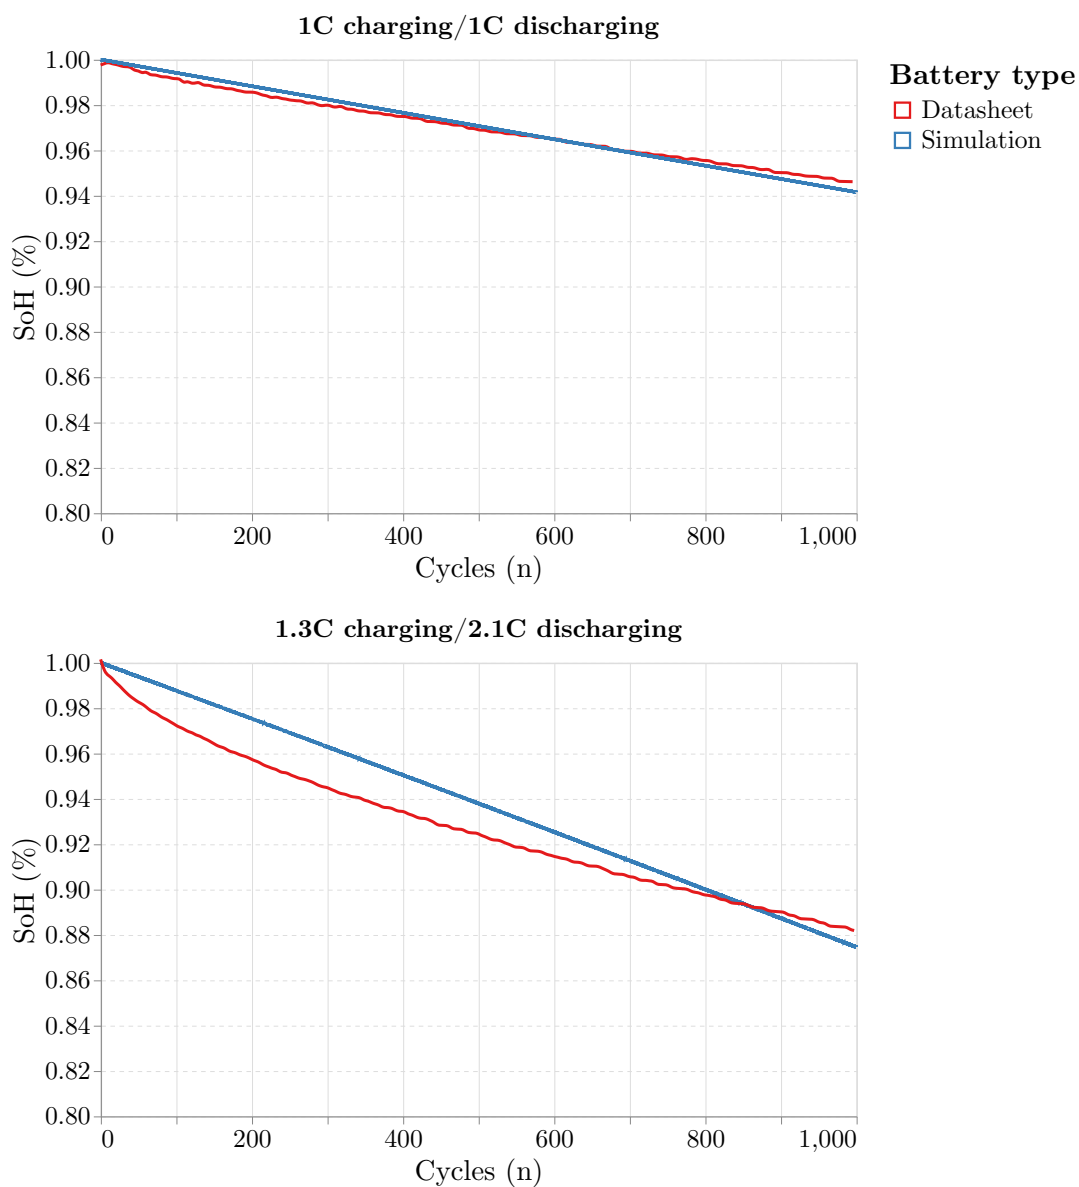 1C charging/1C discharging
1.00
0.98
0.96
0.94
0.92
0.90
0.88
0.86
0.84
0.82
0.80
SoH (%)
0 200 400 600 800 1,000
Cycles (n)
Battery type
Datasheet
Simulation
1.3C charging/2.1C discharging
1.00
0.98
0.96
0.94
0.92
0.90
0.88
0.86
0.84
0.82
0.80
SoH (%)
0 200 400 600 800 1,000
Cycles (n)